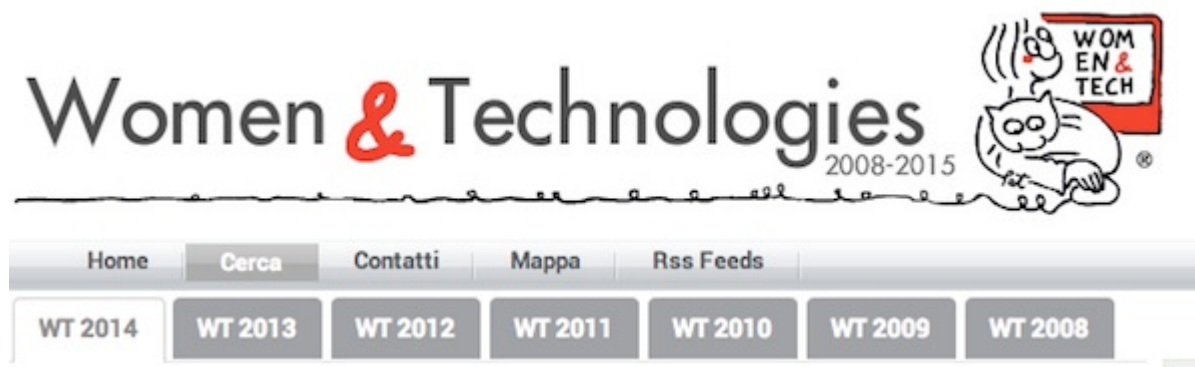 WOM
EN &
TECH
Women & Technologies
2008-2015
®
Home Cerca Contatti Mappa Rss Feeds
WT 2014 WT 2013 WT 2012 WT 2011 WT 2010 WT 2009 WT 2008